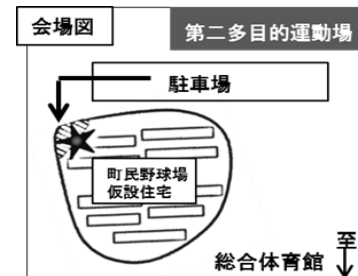 会場図
第二多目的運動場
駐車場
町民野球場
仮設住宅
総合体育館
至